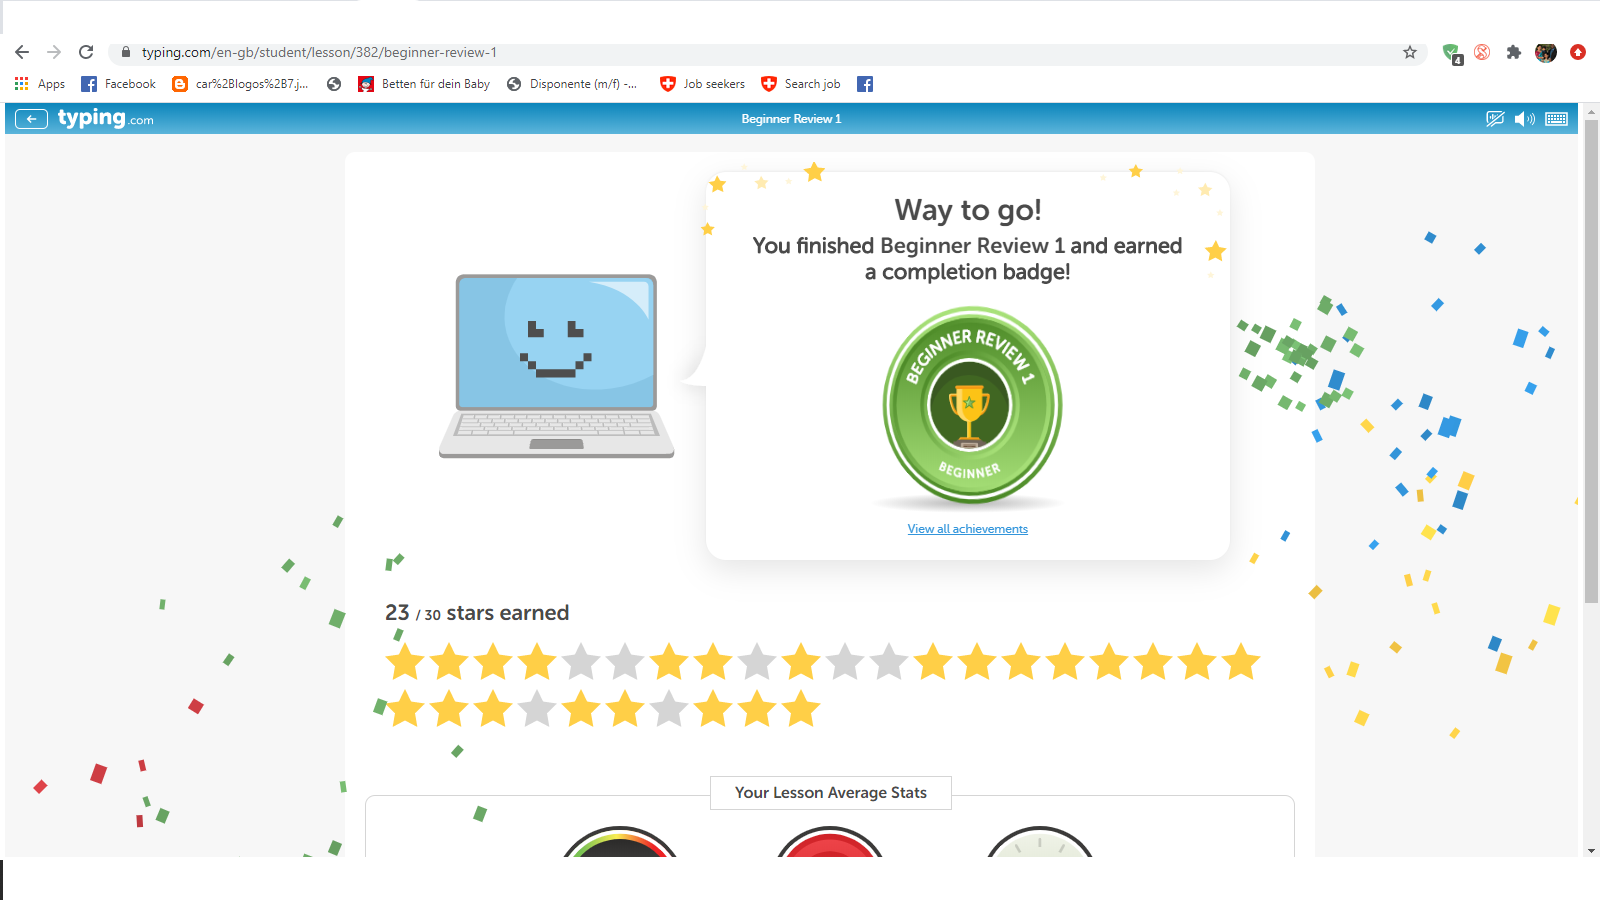 typing.com/en-gb/student/lesson/382/beginner-review-1
4
Apps
Facebook
car%2Blogos%2B7.j...
Betten für dein Baby
Disponente (m/f) -...
Job seekers
Search job
typing.com
Beginner Review 1
Way to go!
You finished Beginner Review 1 and earned
a completion badge!
BEGINNER REVIEW 1
BEGINNER
View all achievements
23 / 30 stars earned
Your Lesson Average Stats